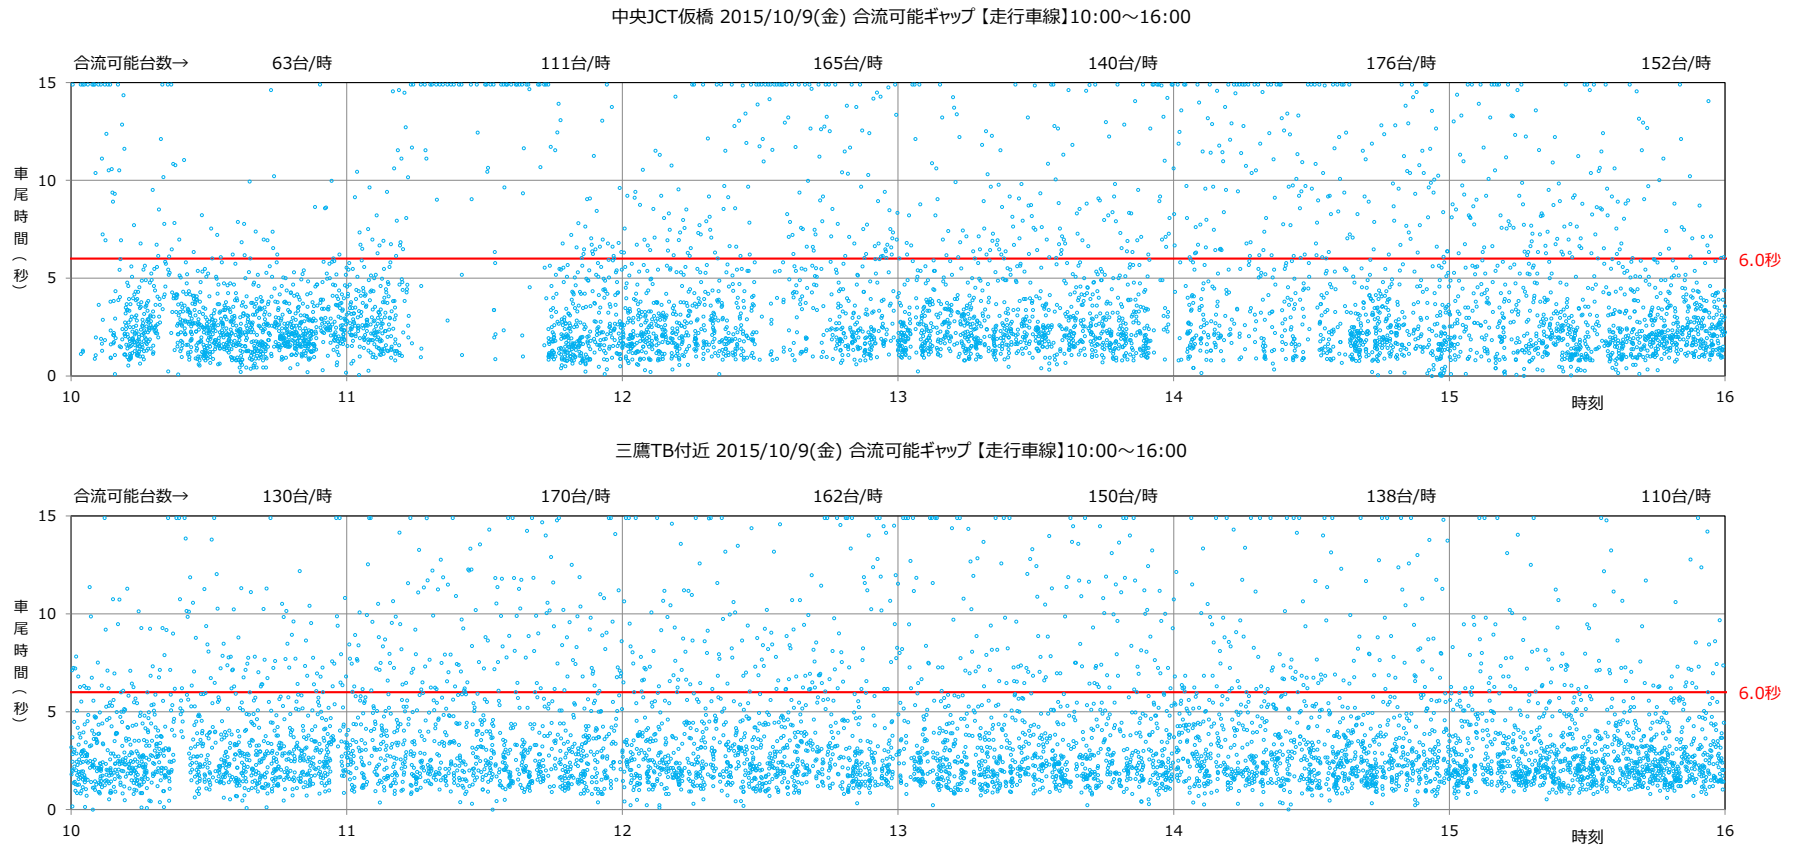 中央JCT仮橋 2015/10/9(金) 合流可能ギャップ【走行車線】10:00～16:00
合流可能台数→ 63台/時 111台/時 165台/時 140台/時 176台/時 152台/時
15
10
5
0
車尾時間（秒）
6.0秒
10 11 12 13 14 15 16
時刻
三鷹TB付近 2015/10/9(金) 合流可能ギャップ【走行車線】10:00～16:00
合流可能台数→ 130台/時 170台/時 162台/時 150台/時 138台/時 110台/時
15
10
5
0
車尾時間（秒）
6.0秒
10 11 12 13 14 15 16
時刻